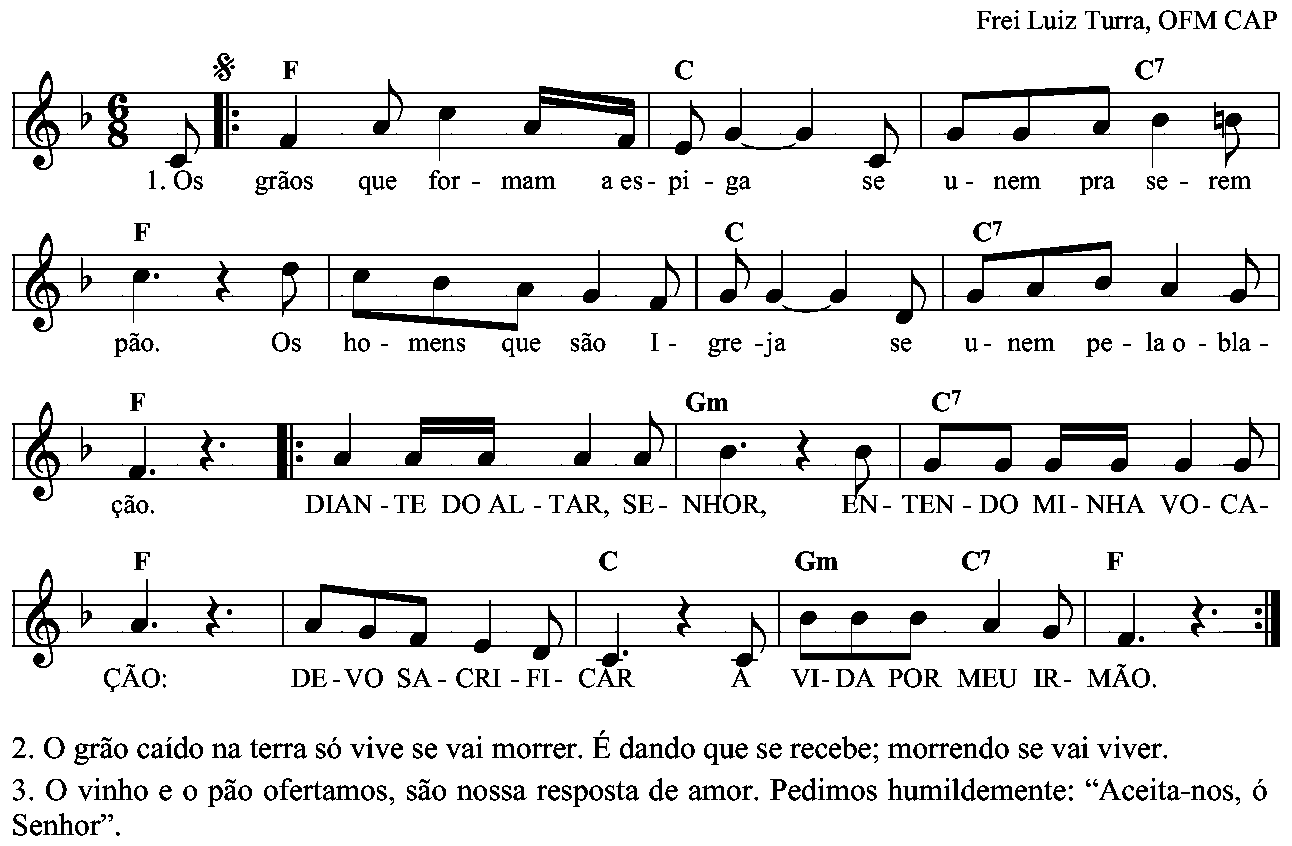 Frei Luiz Turra, OFM CAP
F C C7
1. Os grãos que for - mam a es - pi - ga se u - nem pra se - rem
F C C7
pão. Os ho - mens que são I - gre - ja se u - nem pe - la o - bla -
F Gm C7
ção. DIAN - TE DO AL - TAR, SE - NHOR, EN - TEN - DO MI - NHA VO - CA -
F C Gm C7 F
ÇÃO: DE - VO SA - CRI - FI - CAR A VI - DA POR MEU IR - MÃO.
2. O grão caído na terra só vive se vai morrer. É dando que se recebe; morrendo se vai viver.
3. O vinho e o pão ofertamos, são nossa resposta de amor. Pedimos humildemente: “Aceita-nos, ó
Senhor”.